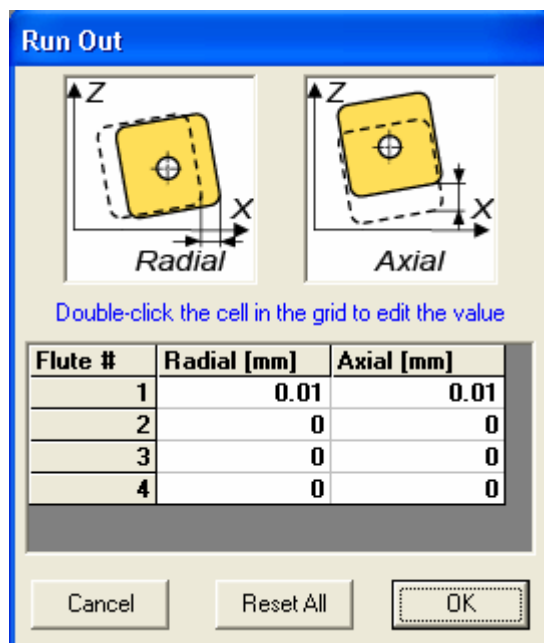 Run Out
Z Z
X X
Radial Axial
Double-click the cell in the grid to edit the value
Flute # Radial [mm] Axial [mm]
1 0.01 0.01
2 0 0
3 0 0
4 0 0
Cancel Reset All OK